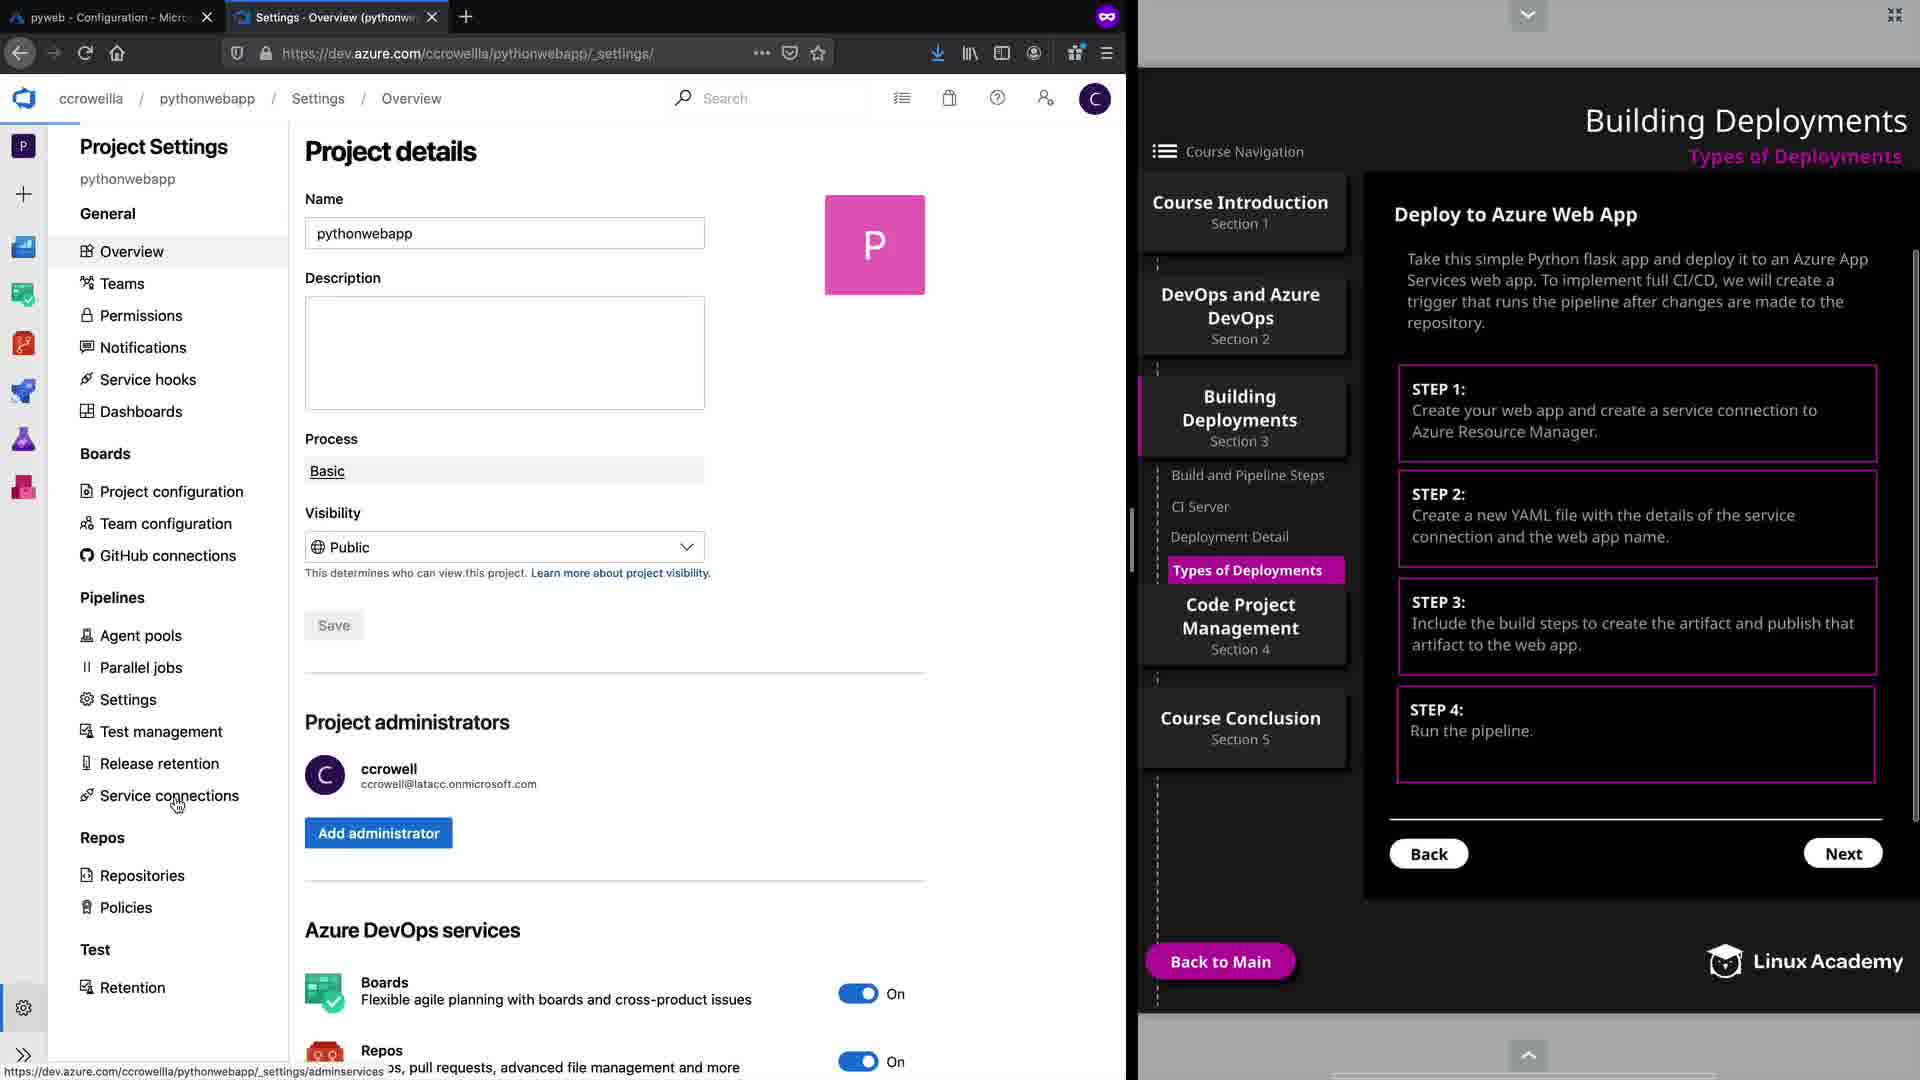 pyweb - Configuration - Micro
Settings · Overview (pythonwe
https://dev.azure.com/ccrowellla/pythonwebapp/_settings/
ccrowellla / pythonwebapp / Settings / Overview
Search
C
P
Project Settings
pythonwebapp
General
Overview
Teams
Permissions
Notifications
Service hooks
Dashboards
Boards
Project configuration
Team configuration
GitHub connections
Pipelines
Agent pools
Parallel jobs
Settings
Test management
Release retention
Service connections
Repos
Repositories
Policies
Test
Retention
https://dev.azure.com/ccrowellla/pythonwebapp/_settings/adminservices
Project details
Name
pythonwebapp
P
Description
Process
Basic
Visibility
Public
This determines who can view this project. Learn more about project visibility.
Save
Project administrators
C
ccrowell
ccrowell@latacc.onmicrosoft.com
Add administrator
Azure DevOps services
Boards
Flexible agile planning with boards and cross-product issues
On
Repos
os, pull requests, advanced file management and more
On
Building Deployments
Types of Deployments
Course Navigation
Course Introduction
Section 1
DevOps and Azure
DevOps
Section 2
Building
Deployments
Section 3
Build and Pipeline Steps
CI Server
Deployment Detail
Types of Deployments
Code Project
Management
Section 4
Course Conclusion
Section 5
Back to Main
Deploy to Azure Web App
Take this simple Python flask app and deploy it to an Azure App
Services web app. To implement full CI/CD, we will create a
trigger that runs the pipeline after changes are made to the
repository.
STEP 1:
Create your web app and create a service connection to
Azure Resource Manager.
STEP 2:
Create a new YAML file with the details of the service
connection and the web app name.
STEP 3:
Include the build steps to create the artifact and publish that
artifact to the web app.
STEP 4:
Run the pipeline.
Back
Next
Linux Academy